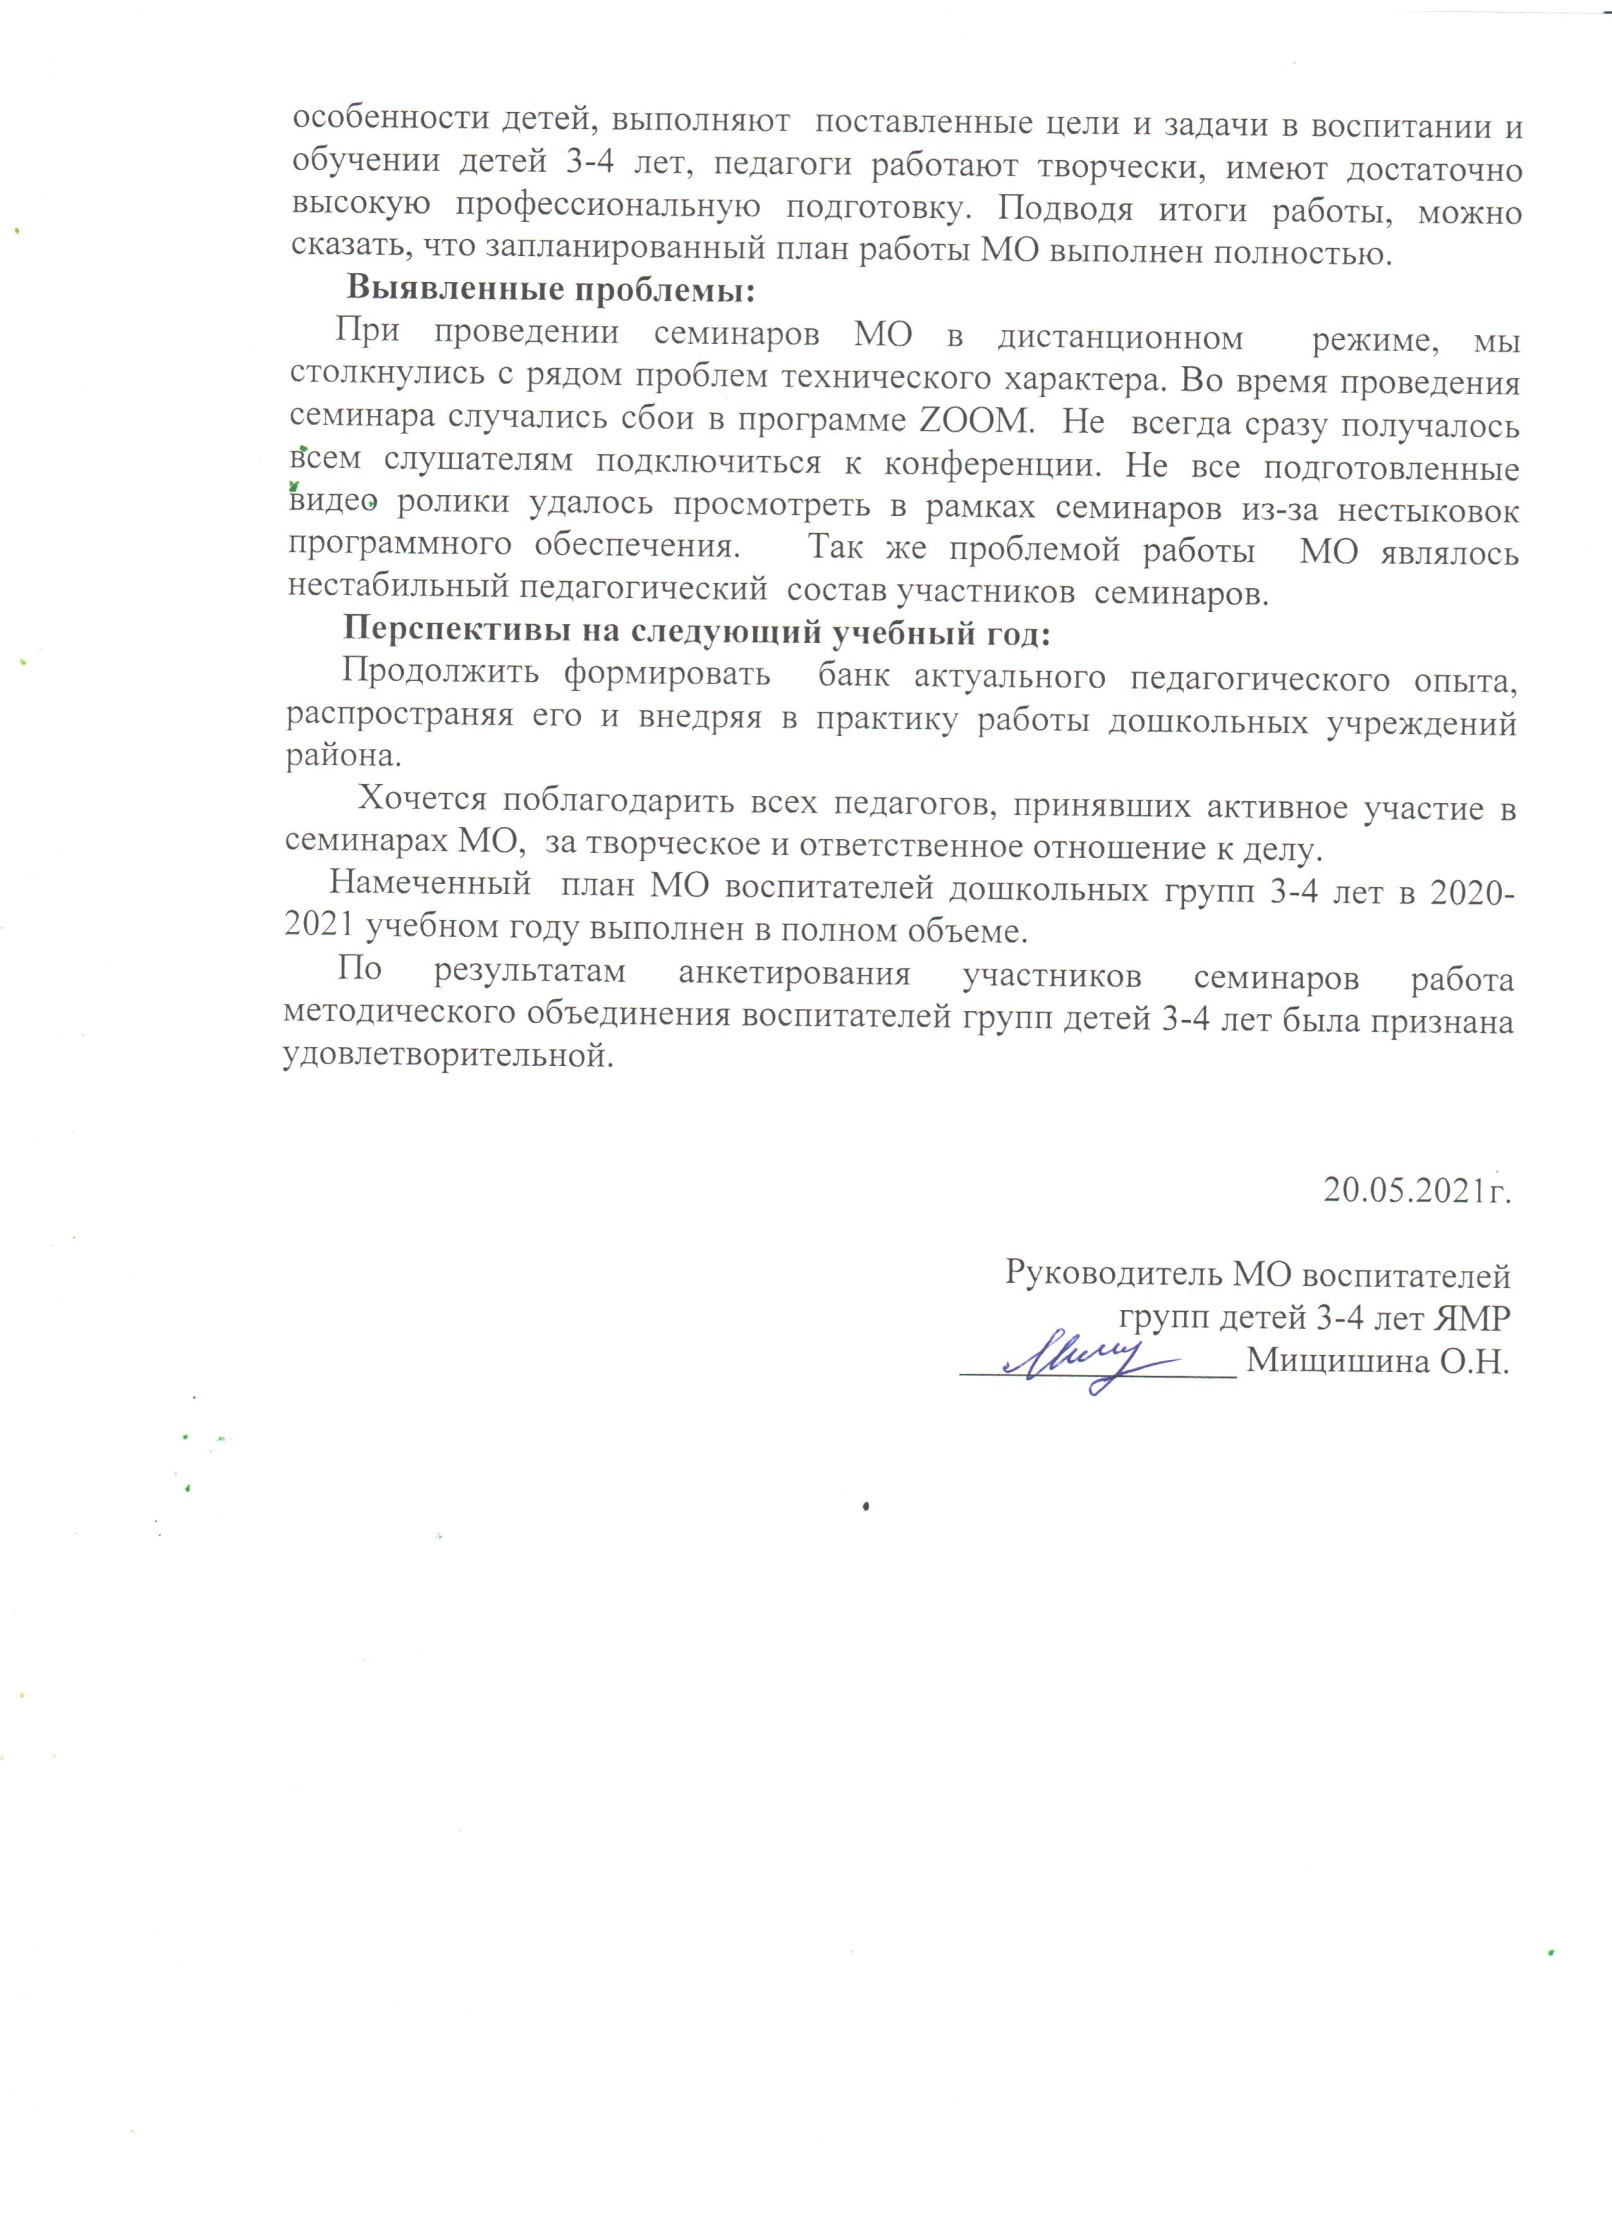 особенности детей, выполняют поставленные цели и задачи в воспитании и
обучении детей 3-4 лет, педагоги работают творчески, имеют достаточно
высокую профессиональную подготовку. Подводя итоги работы, можно
сказать, что запланированный план работы МО выполнен полностью.
Выявленные проблемы:
При проведении семинаров МО в дистанционном режиме, мы
столкнулись с рядом проблем технического характера. Во время проведения
семинара случались сбои в программе ZOOM. Не всегда сразу получалось
всем слушателям подключиться к конференции. Не все подготовленные
видео ролики удалось просмотреть в рамках семинаров из-за нестыковок
программного обеспечения. Так же проблемой работы МО являлось
нестабильный педагогический состав участников семинаров.
Перспективы на следующий учебный год:
Продолжить формировать банк актуального педагогического опыта,
распространяя его и внедряя в практику работы дошкольных учреждений
района.
Хочется поблагодарить всех педагогов, принявших активное участие в
семинарах МО, за творческое и ответственное отношение к делу.
Намеченный план МО воспитателей дошкольных групп 3-4 лет в 2020-
2021 учебном году выполнен в полном объеме.
По результатам анкетирования участников семинаров работа
методического объединения воспитателей групп детей 3-4 лет была признана
удовлетворительной.
20.05.2021г.
Руководитель МО воспитателей
групп детей 3-4 лет ЯМР
Мищишина О.Н.